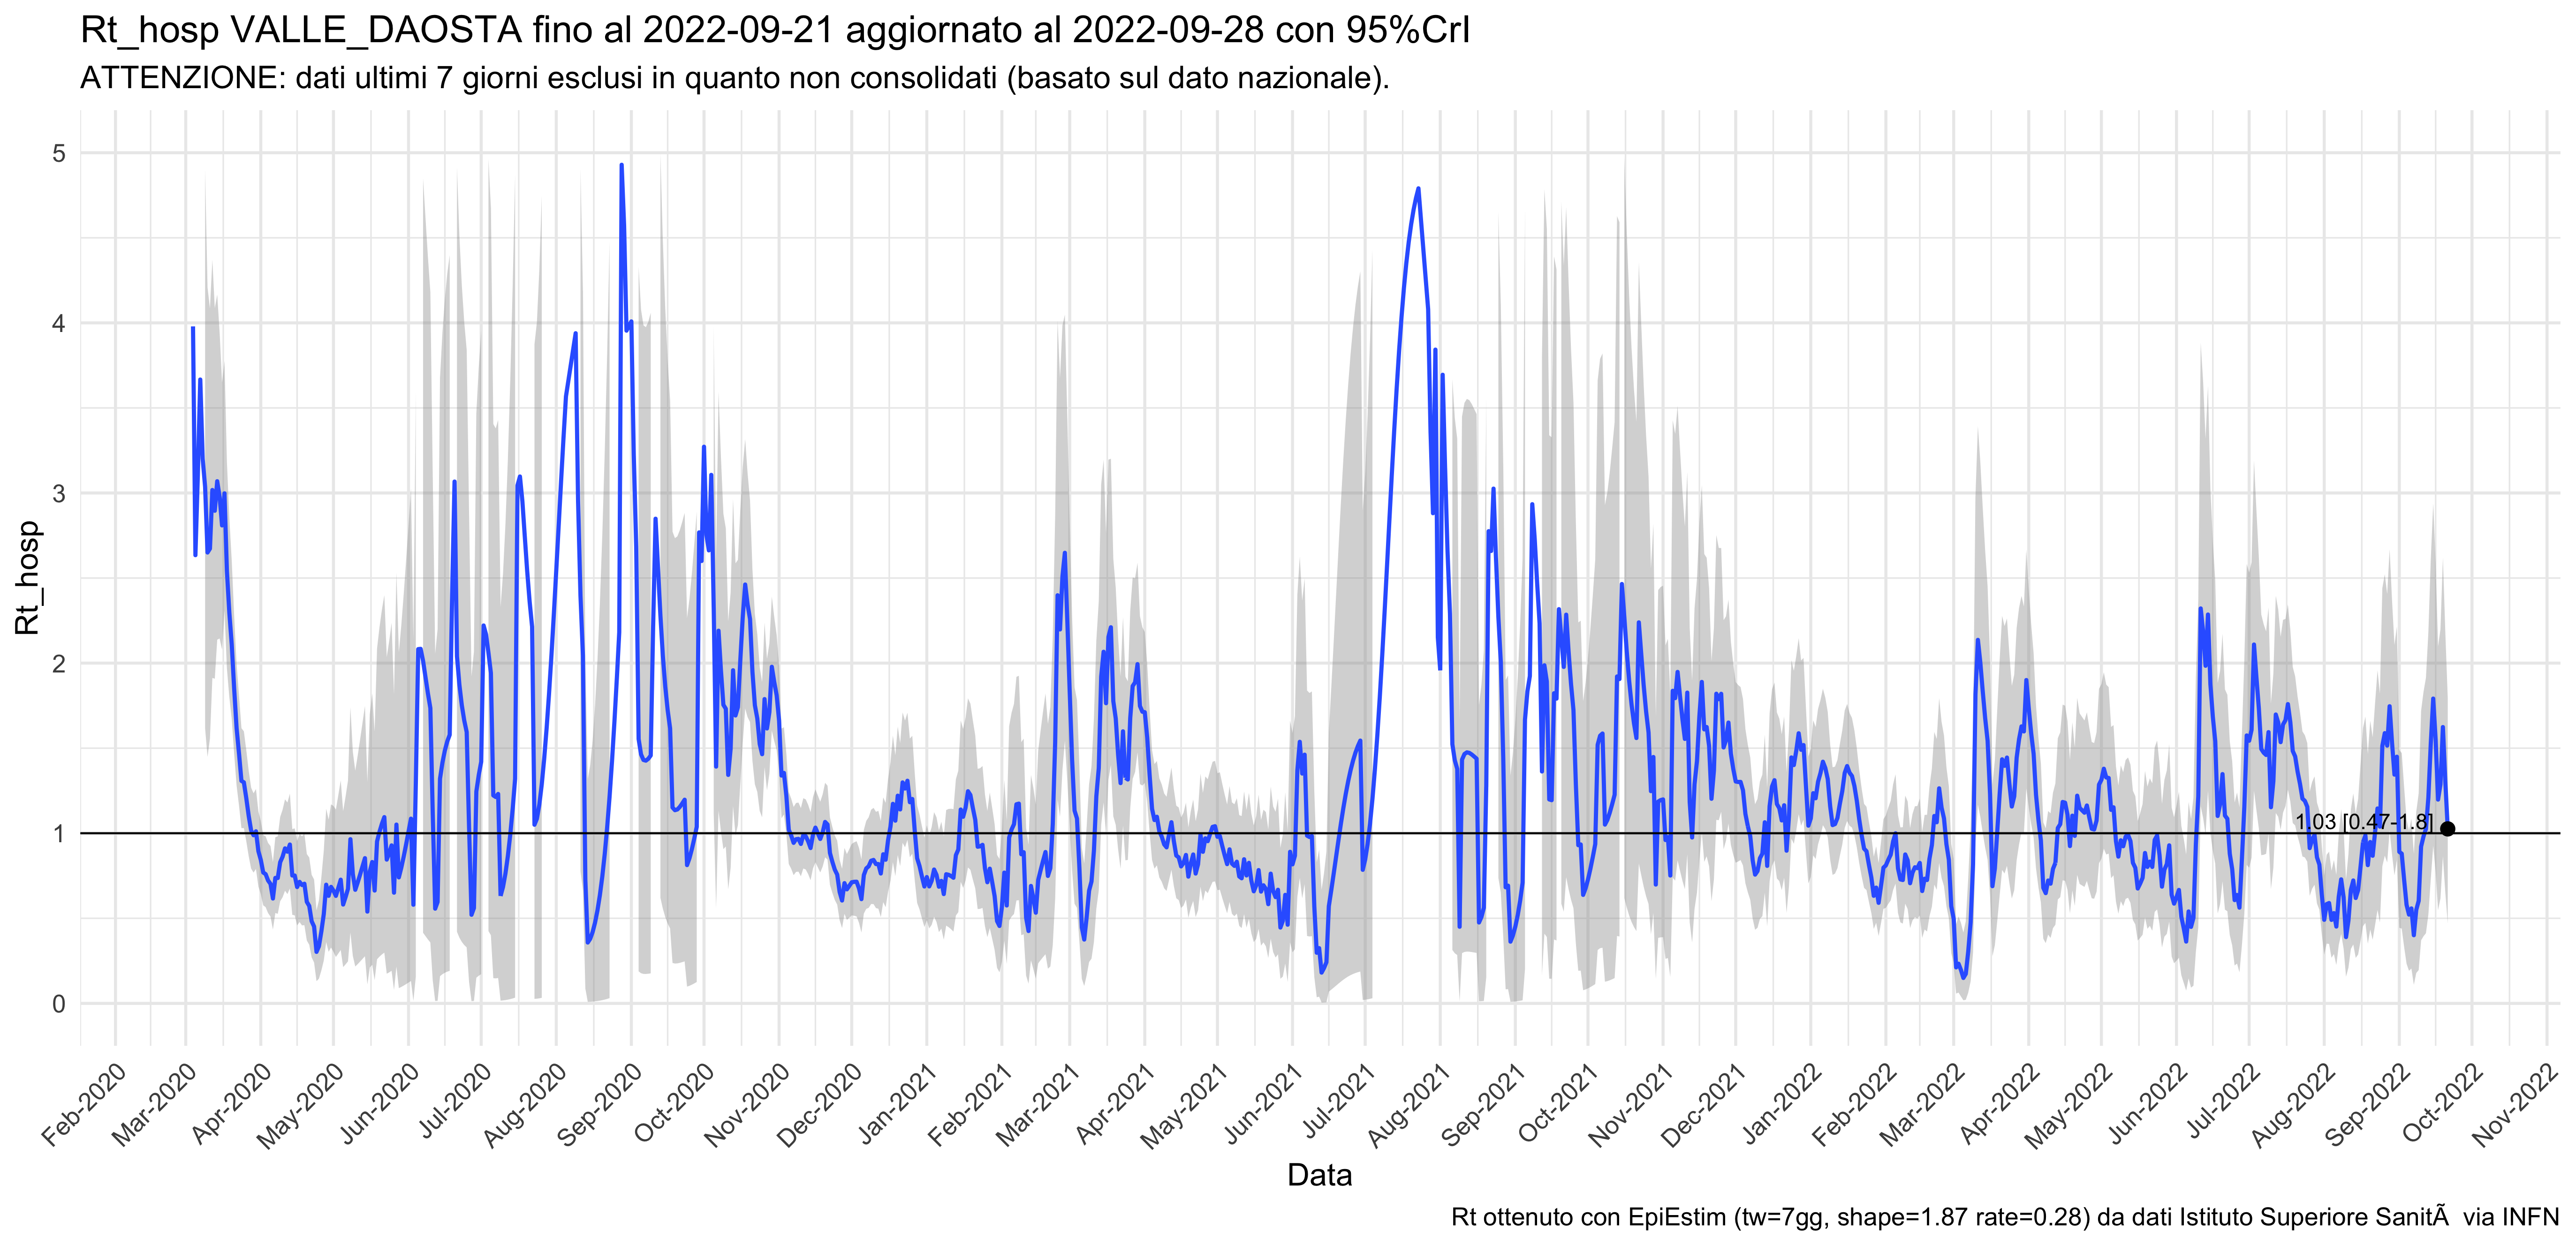 Rt_hosp VALLE_DAOSTA fino al 2022-09-21 aggiornato al 2022-09-28 con 95%CrI
ATTENZIONE: dati ultimi 7 giorni esclusi in quanto non consolidati (basato sul dato nazionale).
Rt_hosp
5
4
3
2
1
0
1.03 [0.47-1.8]
Feb-2020
Mar-2020
Apr-2020
May-2020
Jun-2020
Jul-2020
Aug-2020
Sep-2020
Oct-2020
Nov-2020
Dec-2020
Jan-2021
Feb-2021
Mar-2021
Apr-2021
May-2021
Jun-2021
Jul-2021
Aug-2021
Sep-2021
Oct-2021
Nov-2021
Dec-2021
Jan-2022
Feb-2022
Mar-2022
Apr-2022
May-2022
Jun-2022
Jul-2022
Aug-2022
Sep-2022
Oct-2022
Nov-2022
Data
Rt ottenuto con EpiEstim (tw=7gg, shape=1.87 rate=0.28) da dati Istituto Superiore SanitÃ  via INFN